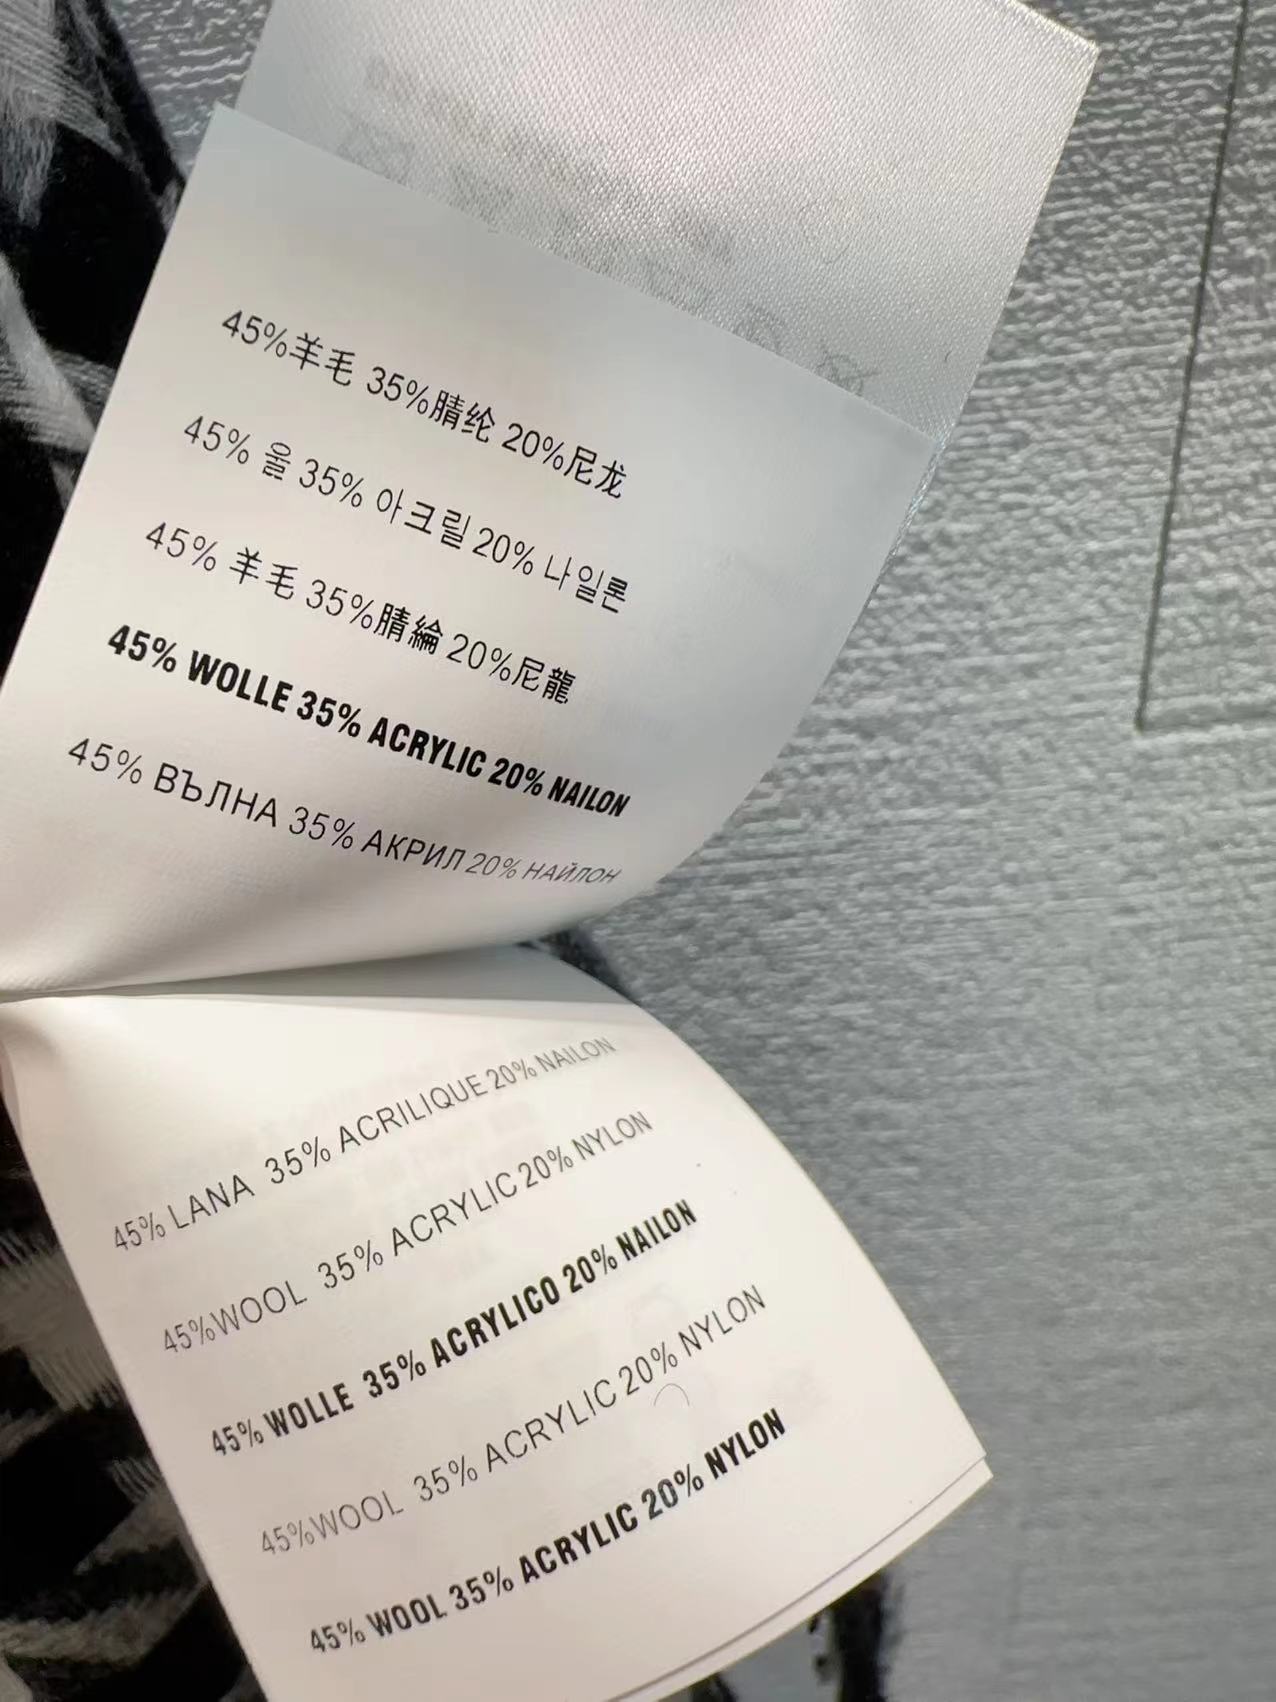 45%羊毛 35%腈纶 20%尼龙
45% 울 35% 아크릴 20% 나일론
45% 羊毛 35%腈綸 20%尼龍
45% WOLLE 35% ACRYLIC 20% NAILON
45% ВЪЛНА 35% АКРИЛ 20% НАЙЛОН
45% LANA 35% ACRILIQUE 20% NAILON
45%WOOL 35% ACRYLIC 20% NYLON
45% WOLLE 35% ACRYLICO 20% NAILON
45%WOOL 35% ACRYLIC 20% NYLON
45% WOOL 35% ACRYLIC 20% NYLON